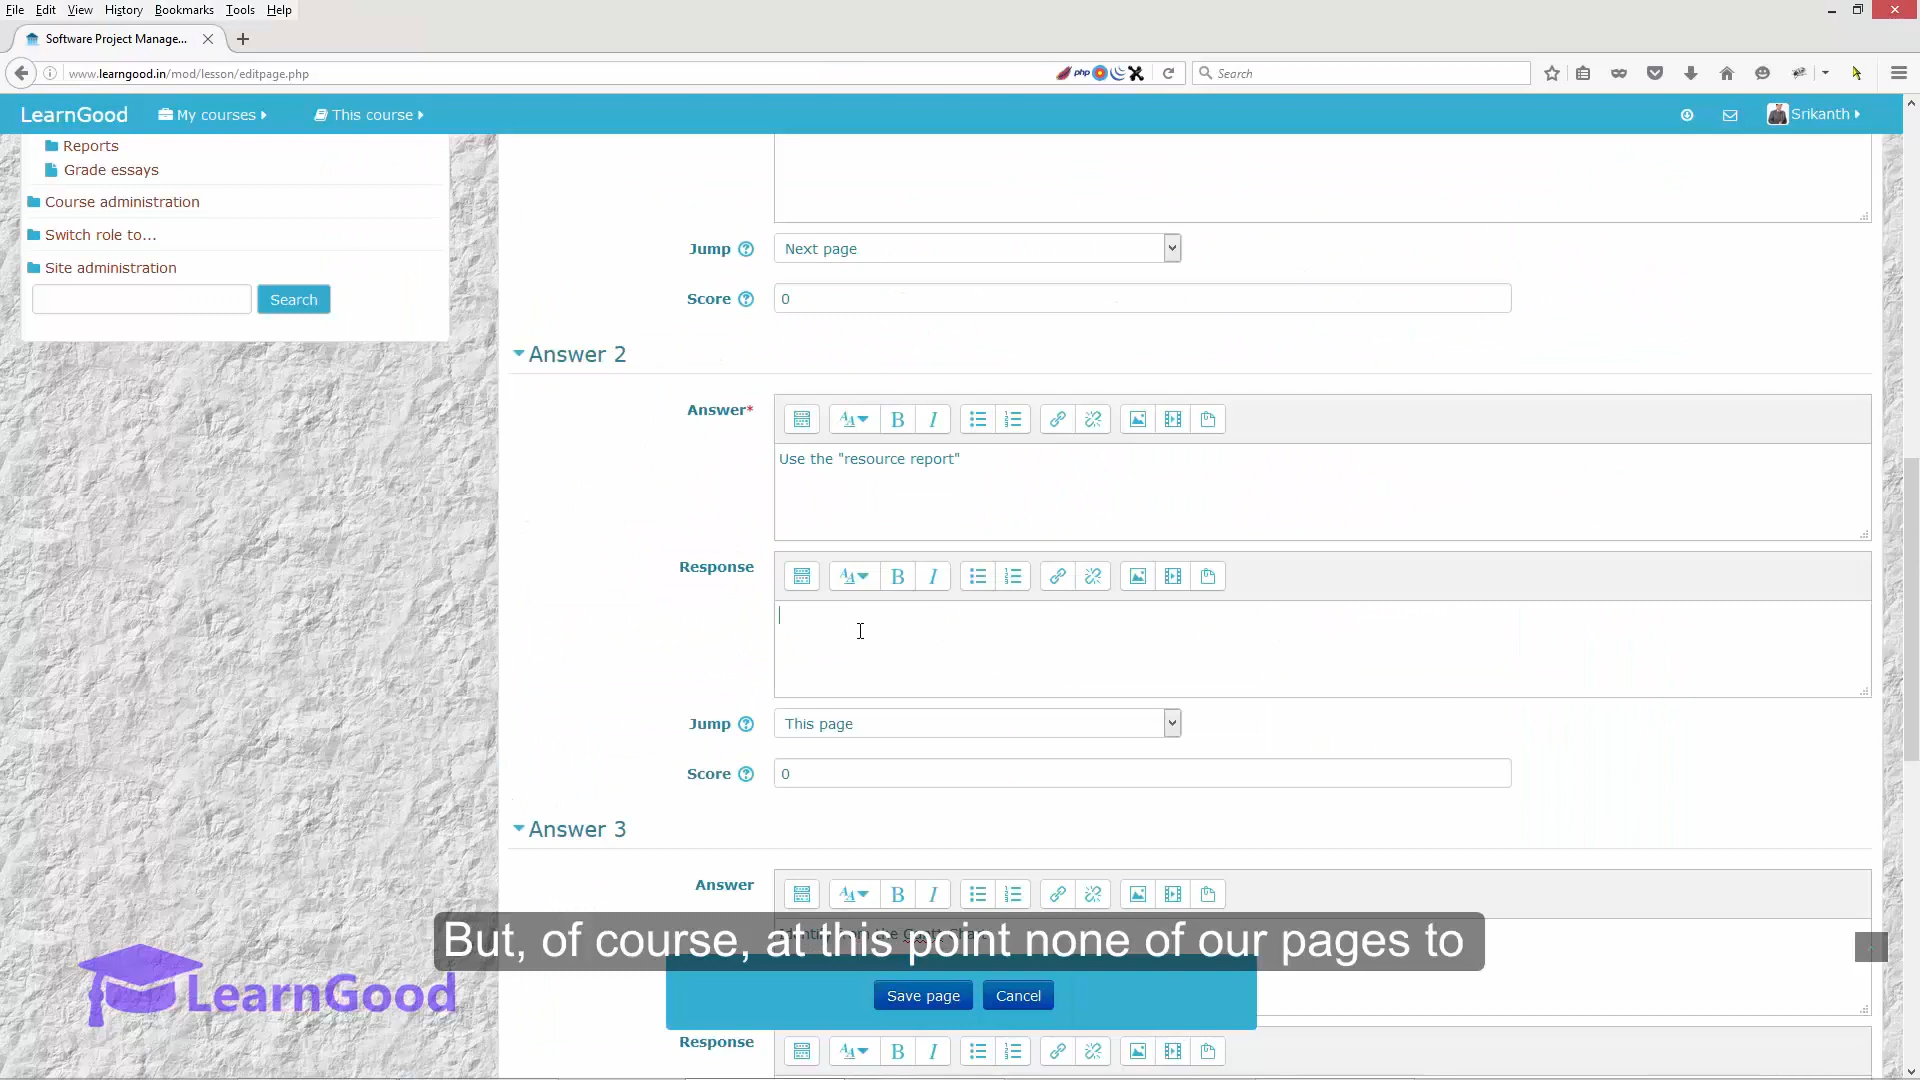 File Edit View History Bookmarks Tools Help
Software Project Manage...
www.learngood.in/mod/lesson/editpage.php
php
Search
LearnGood My courses This course Srikanth
Reports
Grade essays
Course administration
Switch role to...
Site administration
Search
Jump Next page
Score 0
Answer 2
Answer* B I
Use the "resource report"
Response B I
Jump This page
Score 0
Answer 3
Answer B I
But, of course, at this point none of our pages to
LearnGood
Save page Cancel
Response B I